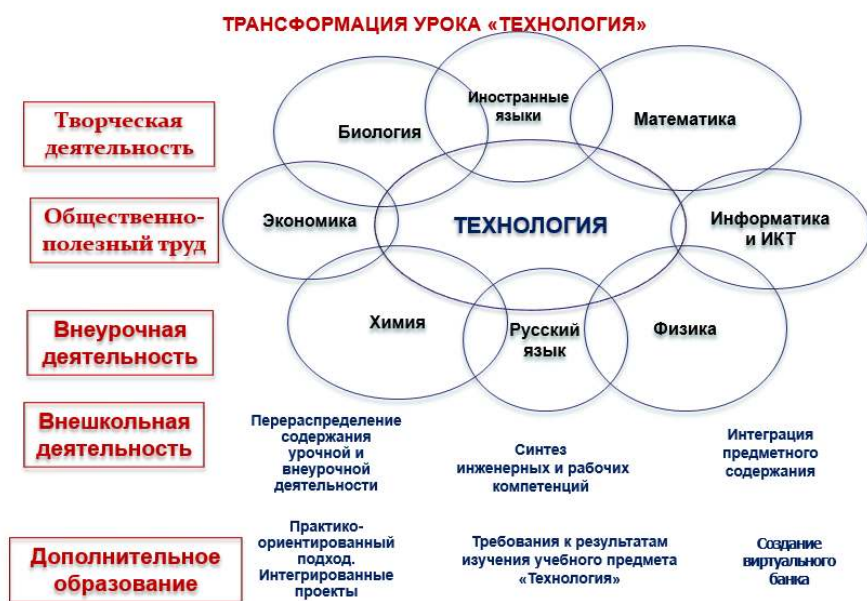 ТРАНСФОРМАЦИЯ УРОКА «ТЕХНОЛОГИЯ»
Творческая
деятельность
Общественно-
полезный труд
Внеурочная
деятельность
Внешкольная
деятельность
Дополнительное
образование
Биология
Иностранные
языки
Математика
Экономика
ТЕХНОЛОГИЯ
Информатика
и ИКТ
Химия
Русский
язык
Физика
Перераспределение
содержания
урочной и
внеурочной
деятельности
Синтез
инженерных и рабочих
компетенций
Интеграция
предметного
содержания
Практико-
ориентированный
подход.
Интегрированные
проекты
Требования к результатам
изучения учебного предмета
«Технология»
Создание
виртуального
банка